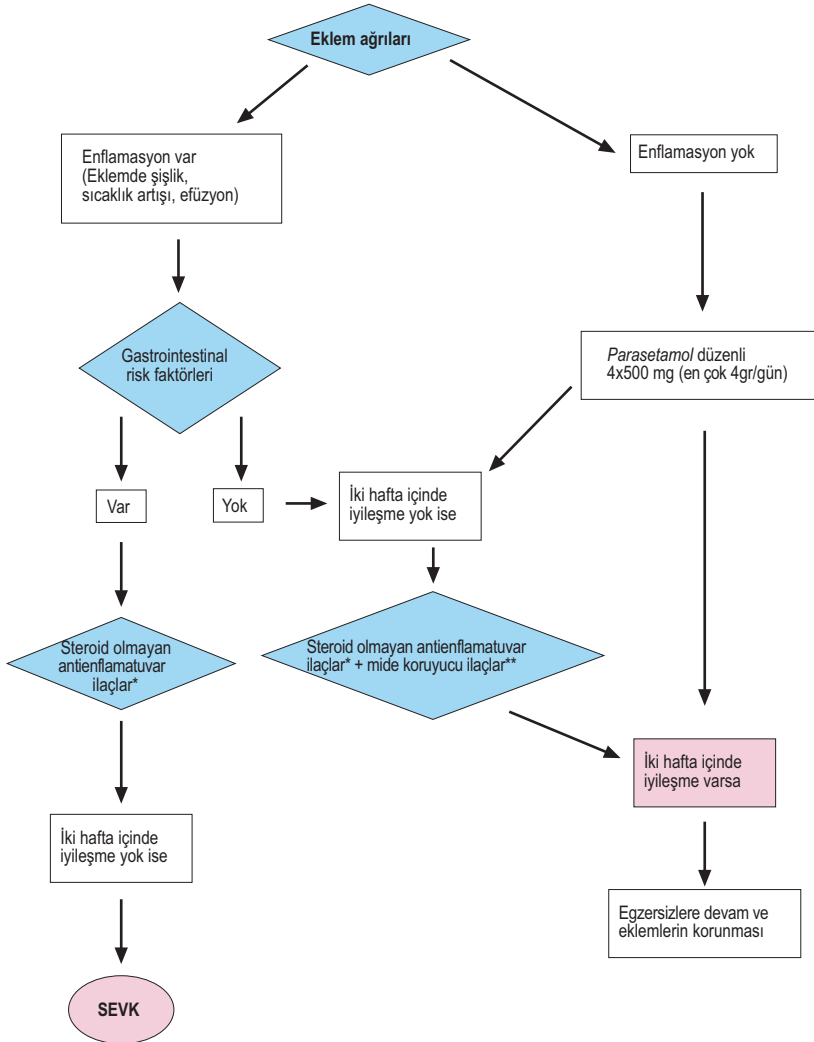 Eklem ağrıları
Enflamasyon var
(Eklemde şişlik,
sıcaklık artışı, efüzyon)
Enflamasyon yok
Gastrointestinal
risk faktörleri
Parasetamol düzenli
4x500 mg (en çok 4gr/gün)
Var
Yok
İki hafta içinde
iyileşme yok ise
Steroid olmayan
antienflamatuvar
ilaçlar*
Steroid olmayan antienflamatuvar
ilaçlar* + mide koruyucu ilaçlar**
İki hafta içinde
iyileşme varsa
İki hafta içinde
iyileşme yok ise
Egzersizlere devam ve
eklemlerin korunması
SEVK